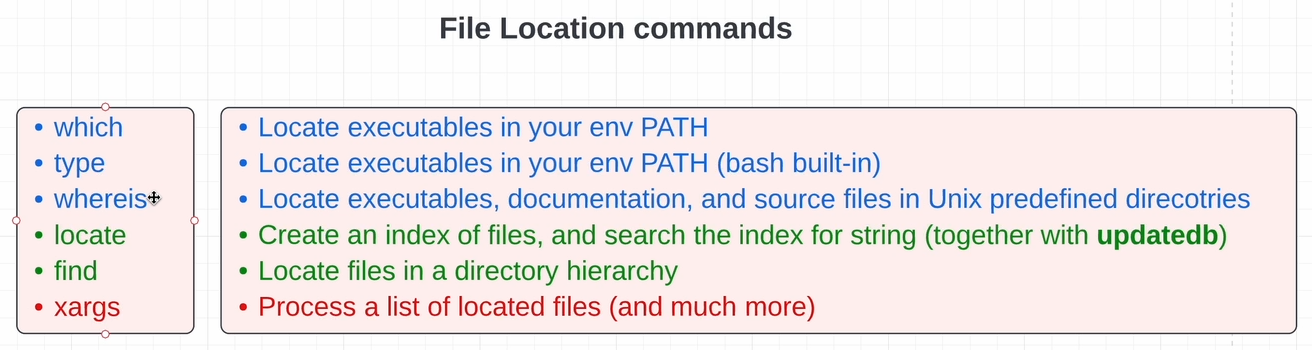 File Location commands
• which
• type
• whereis
• locate
• find
• xargs
• Locate executables in your env PATH
• Locate executables in your env PATH (bash built-in)
• Locate executables, documentation, and source files in Unix predefined direcotries
• Create an index of files, and search the index for string (together with updatedb)
• Locate files in a directory hierarchy
• Process a list of located files (and much more)